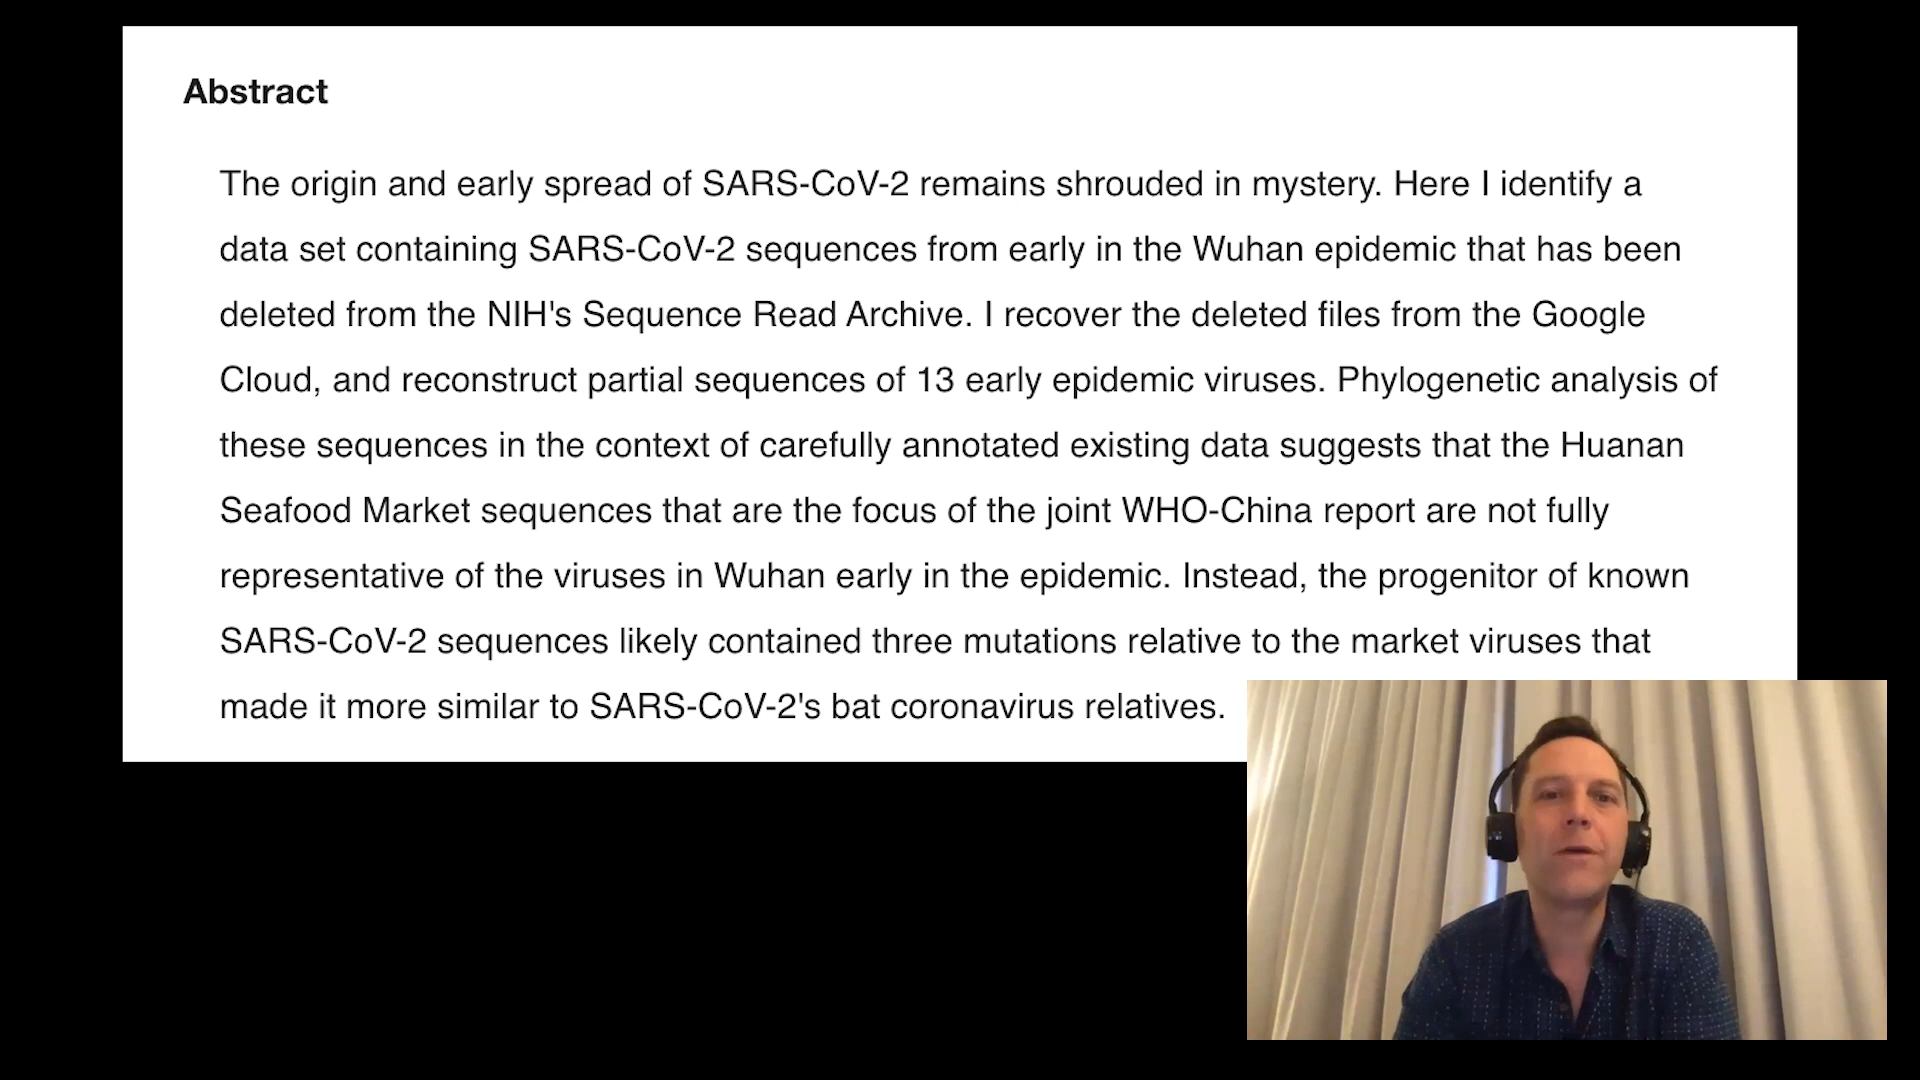 Abstract
The origin and early spread of SARS-CoV-2 remains shrouded in mystery. Here I identify a
data set containing SARS-CoV-2 sequences from early in the Wuhan epidemic that has been
deleted from the NIH's Sequence Read Archive. I recover the deleted files from the Google
Cloud, and reconstruct partial sequences of 13 early epidemic viruses. Phylogenetic analysis of
these sequences in the context of carefully annotated existing data suggests that the Huanan
Seafood Market sequences that are the focus of the joint WHO-China report are not fully
representative of the viruses in Wuhan early in the epidemic. Instead, the progenitor of known
SARS-CoV-2 sequences likely contained three mutations relative to the market viruses that
made it more similar to SARS-CoV-2's bat coronavirus relatives.